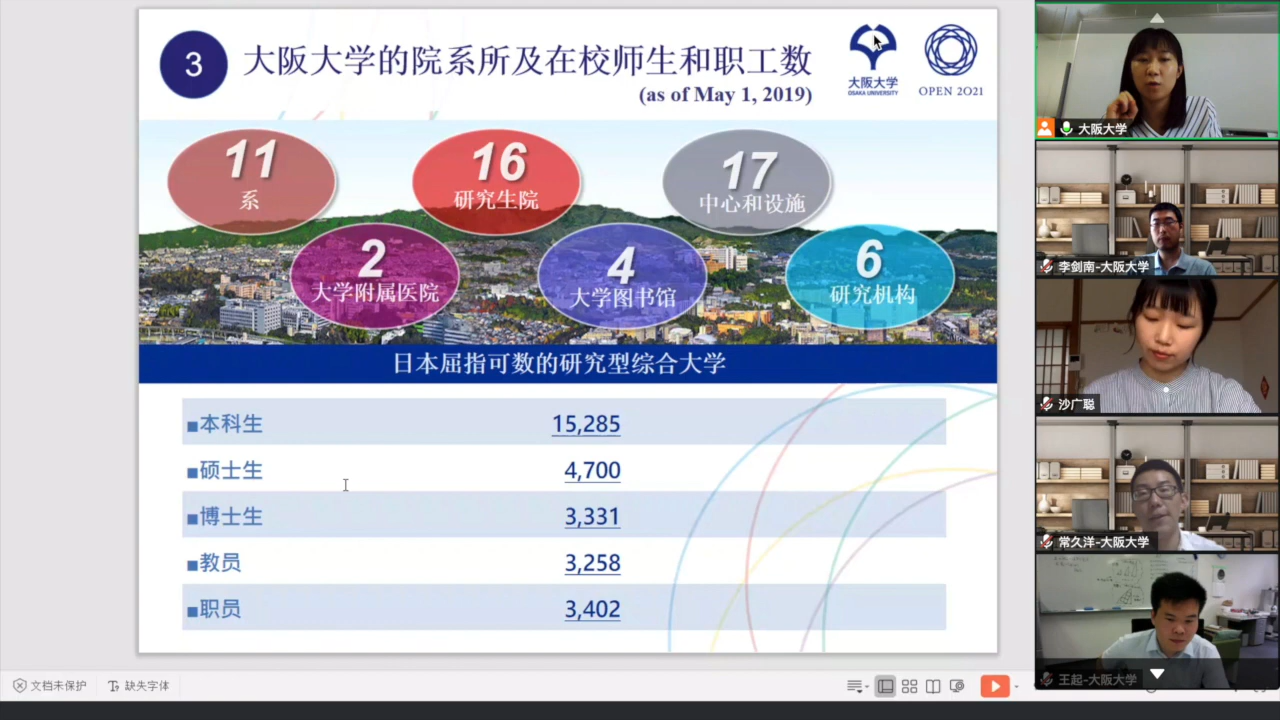 3
大阪大学的院系所及在校师生和职工数
(as of May 1, 2019)
大阪大学
OSAKA UNIVERSITY
OPEN 2021
11
系
16
研究生院
17
中心和设施
2
大学附属医院
4
大学图书馆
6
研究机构
日本屈指可数的研究型综合大学
■本科生 15,285
■硕士生 4,700
■博士生 3,331
■教员 3,258
■职员 3,402
文档未保护
缺失字体
大阪大学
李剑南-大阪大学
沙广聪
常久洋-大阪大学
王起-大阪大学